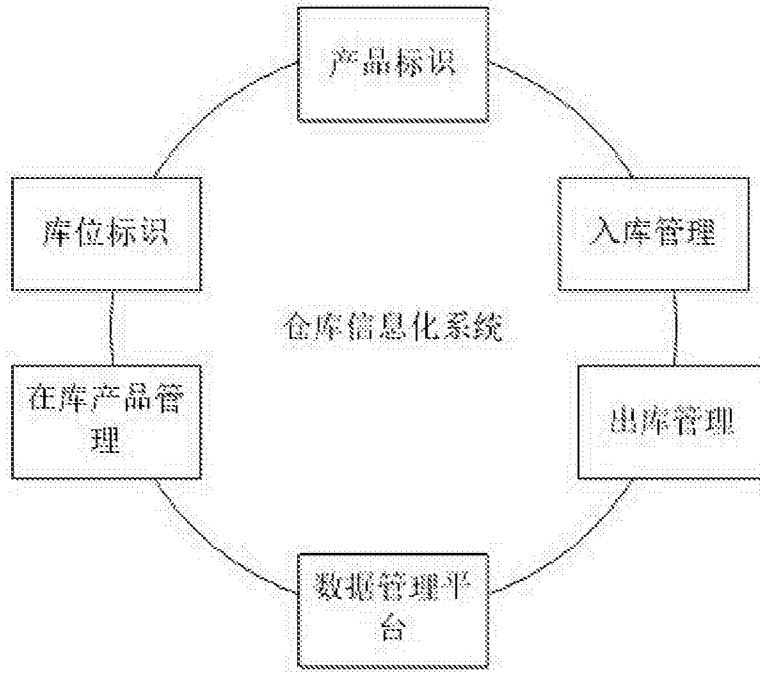 产品标识
库位标识
入库管理
仓库信息化系统
在库产品管
理
出库管理
数据管理平
台